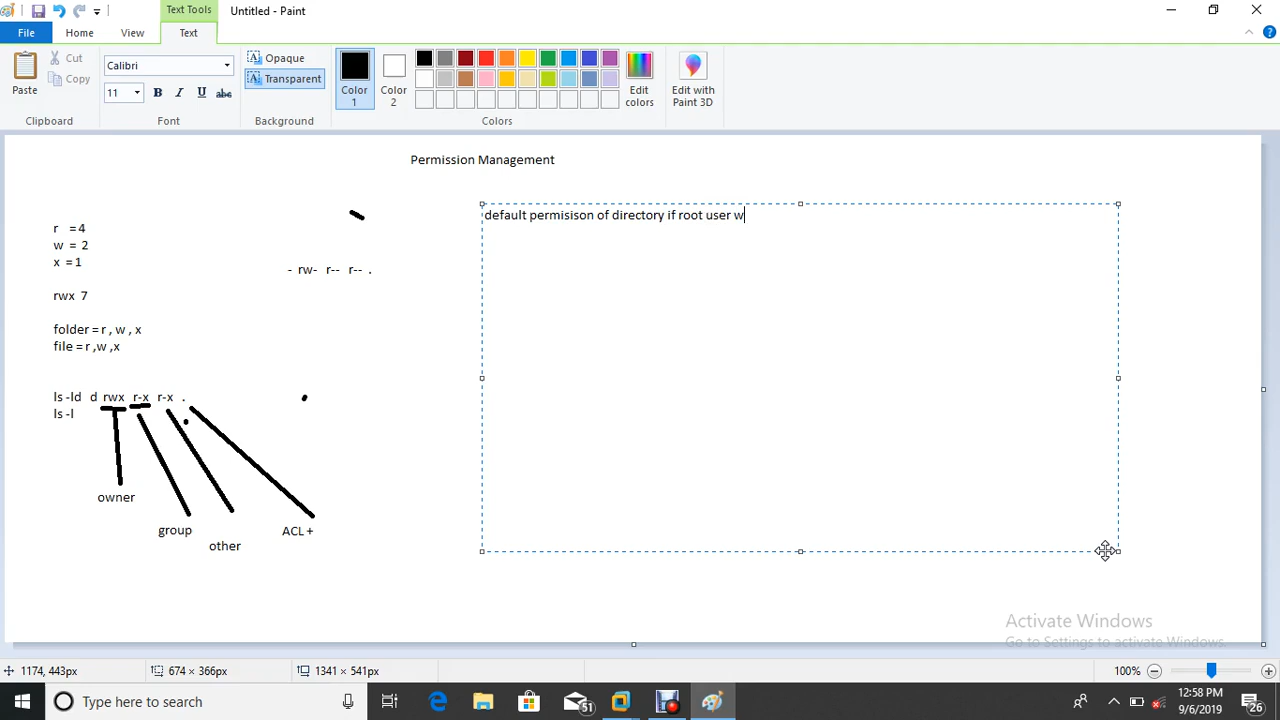 Text Tools
Untitled - Paint
File
Home
View
Text
Paste
Cut
Copy
Clipboard
Calibri
11
B I U abc
Font
Opaque
Transparent
Background
Color 1
Color 2
Edit colors
Edit with Paint 3D
Colors
Permission Management
default permisison of directory if root user w
r = 4
w = 2
x = 1
rwx 7
folder = r , w , x
file = r ,w ,x
- rw- r-- r-- .
ls -ld d rwx r-x r-x .
ls -l
owner
group
other
ACL +
Activate Windows
Go to Settings to activate Windows.
1174, 443px
674 × 366px
1341 × 541px
100%
Type here to search
51
12:58 PM
9/6/2019
26